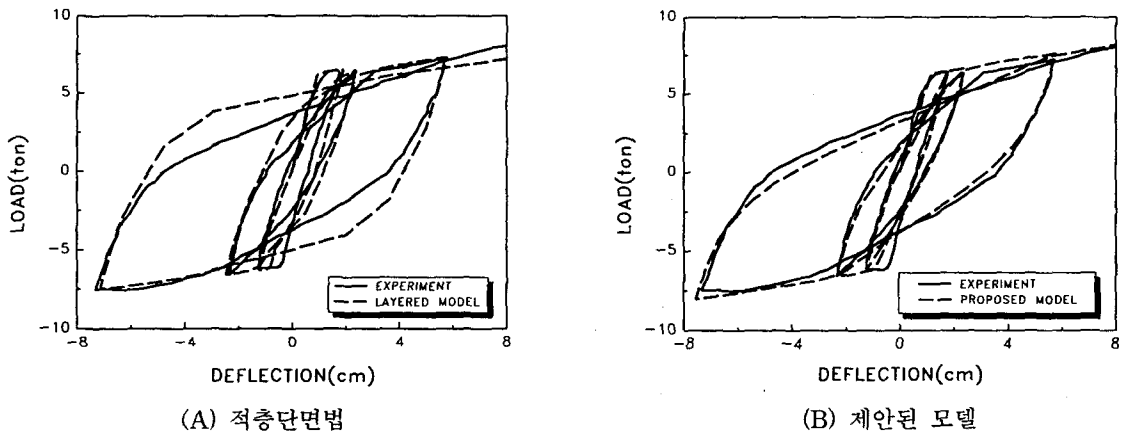 10
5
0
-5
-10
-8
-4
0
4
8
LOAD(ton)
DEFLECTION(cm)
EXPERIMENT
LAYERED MODEL
(A) 적층단면법
10
5
0
-5
-10
-8
-4
0
4
8
LOAD(ton)
DEFLECTION(cm)
EXPERIMENT
PROPOSED MODEL
(B) 제안된 모델